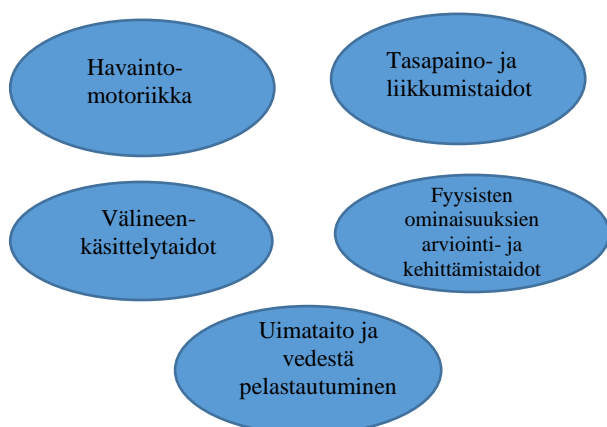 Havainto-
motoriikka
Tasapaino- ja
liikkumistaidot
Välineen-
käsittelytaidot
Fyysisten
ominaisuuksien
arviointi- ja
kehittämistaidot
Uimataito ja
vedestä
pelastautuminen